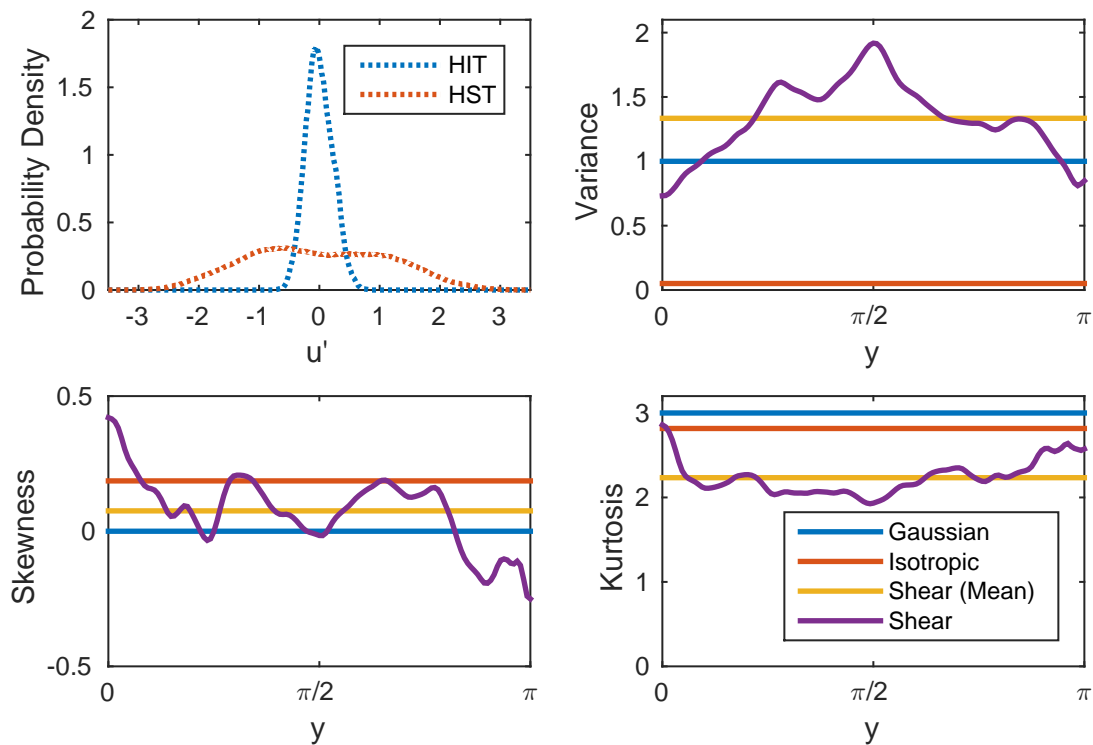 2
1.5
1
0.5
0
Probability Density
-3 -2 -1 0 1 2 3
u'
HIT
HST
2
1.5
1
0.5
0
Variance
0 π/2 π
y
0.5
0
-0.5
Skewness
0 π/2 π
y
3
2
1
0
Kurtosis
0 π/2 π
y
Gaussian
Isotropic
Shear (Mean)
Shear